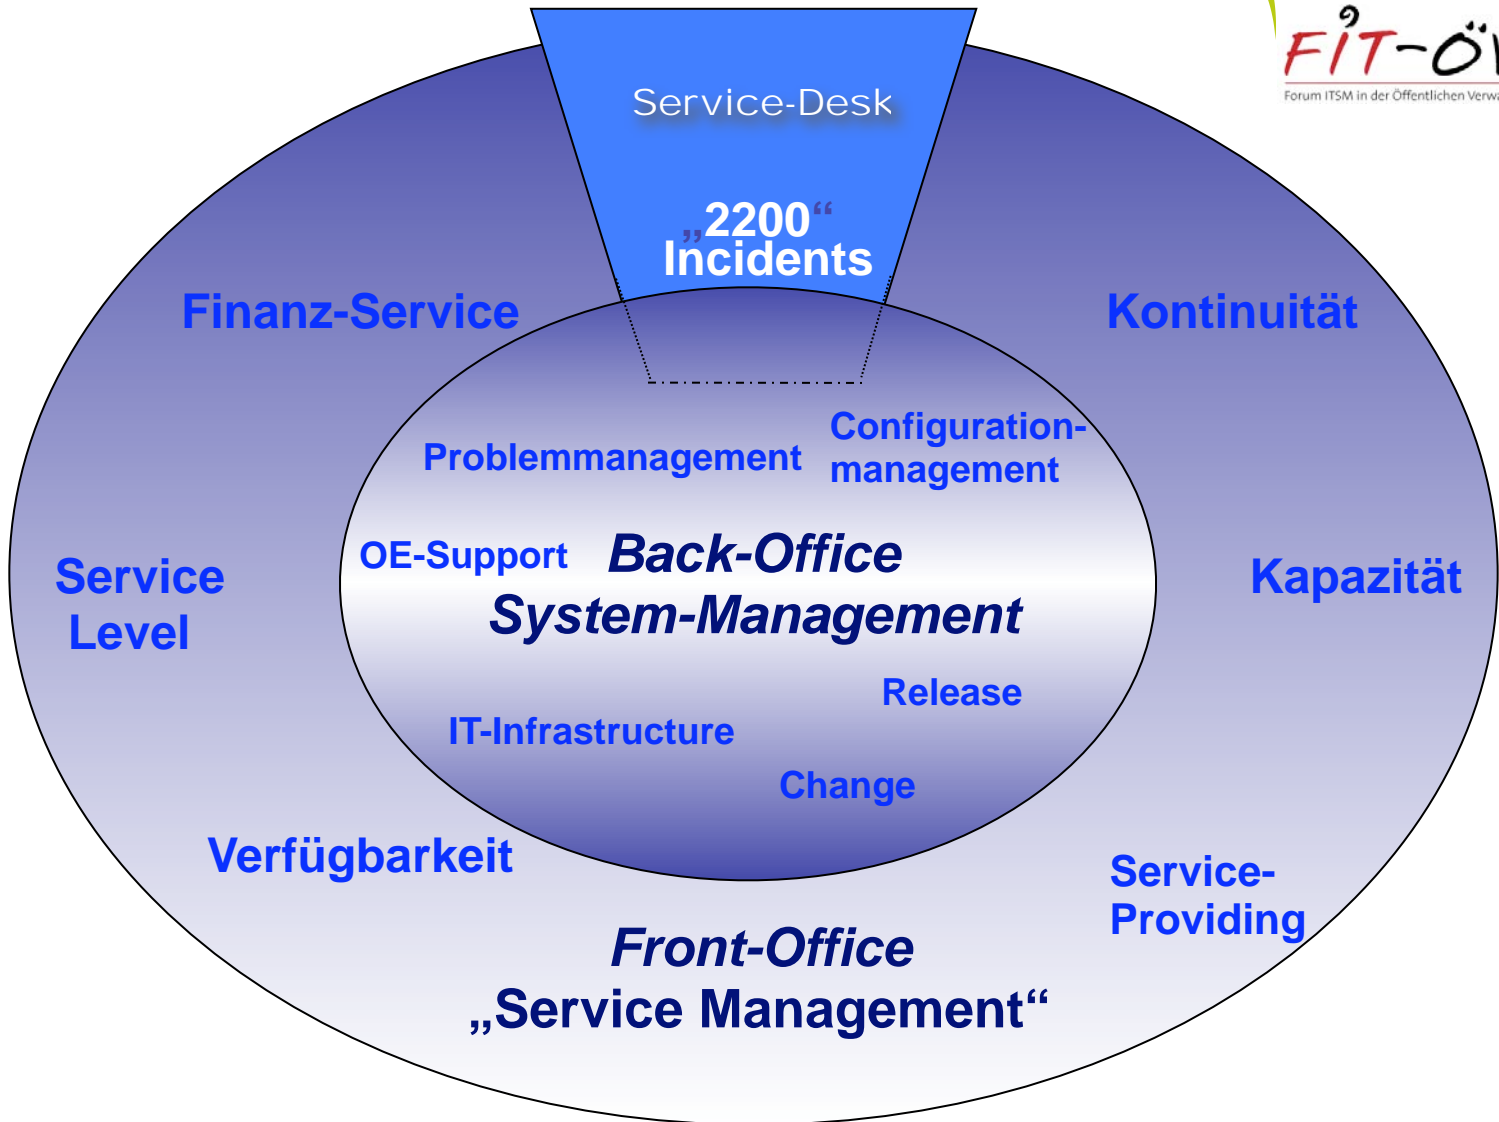 Service-Desk
„2200“
Incidents
FIT-Ö
Forum ITSM in der Öffentlichen
Finanz-Service
Kontinuität
Configuration-
management
Problemmanagement
OE-Support
Back-Office
System-Management
Service
Level
Kapazität
Release
IT-Infrastructure
Change
Verfügbarkeit
Service-
Providing
Front-Office
„Service Management“